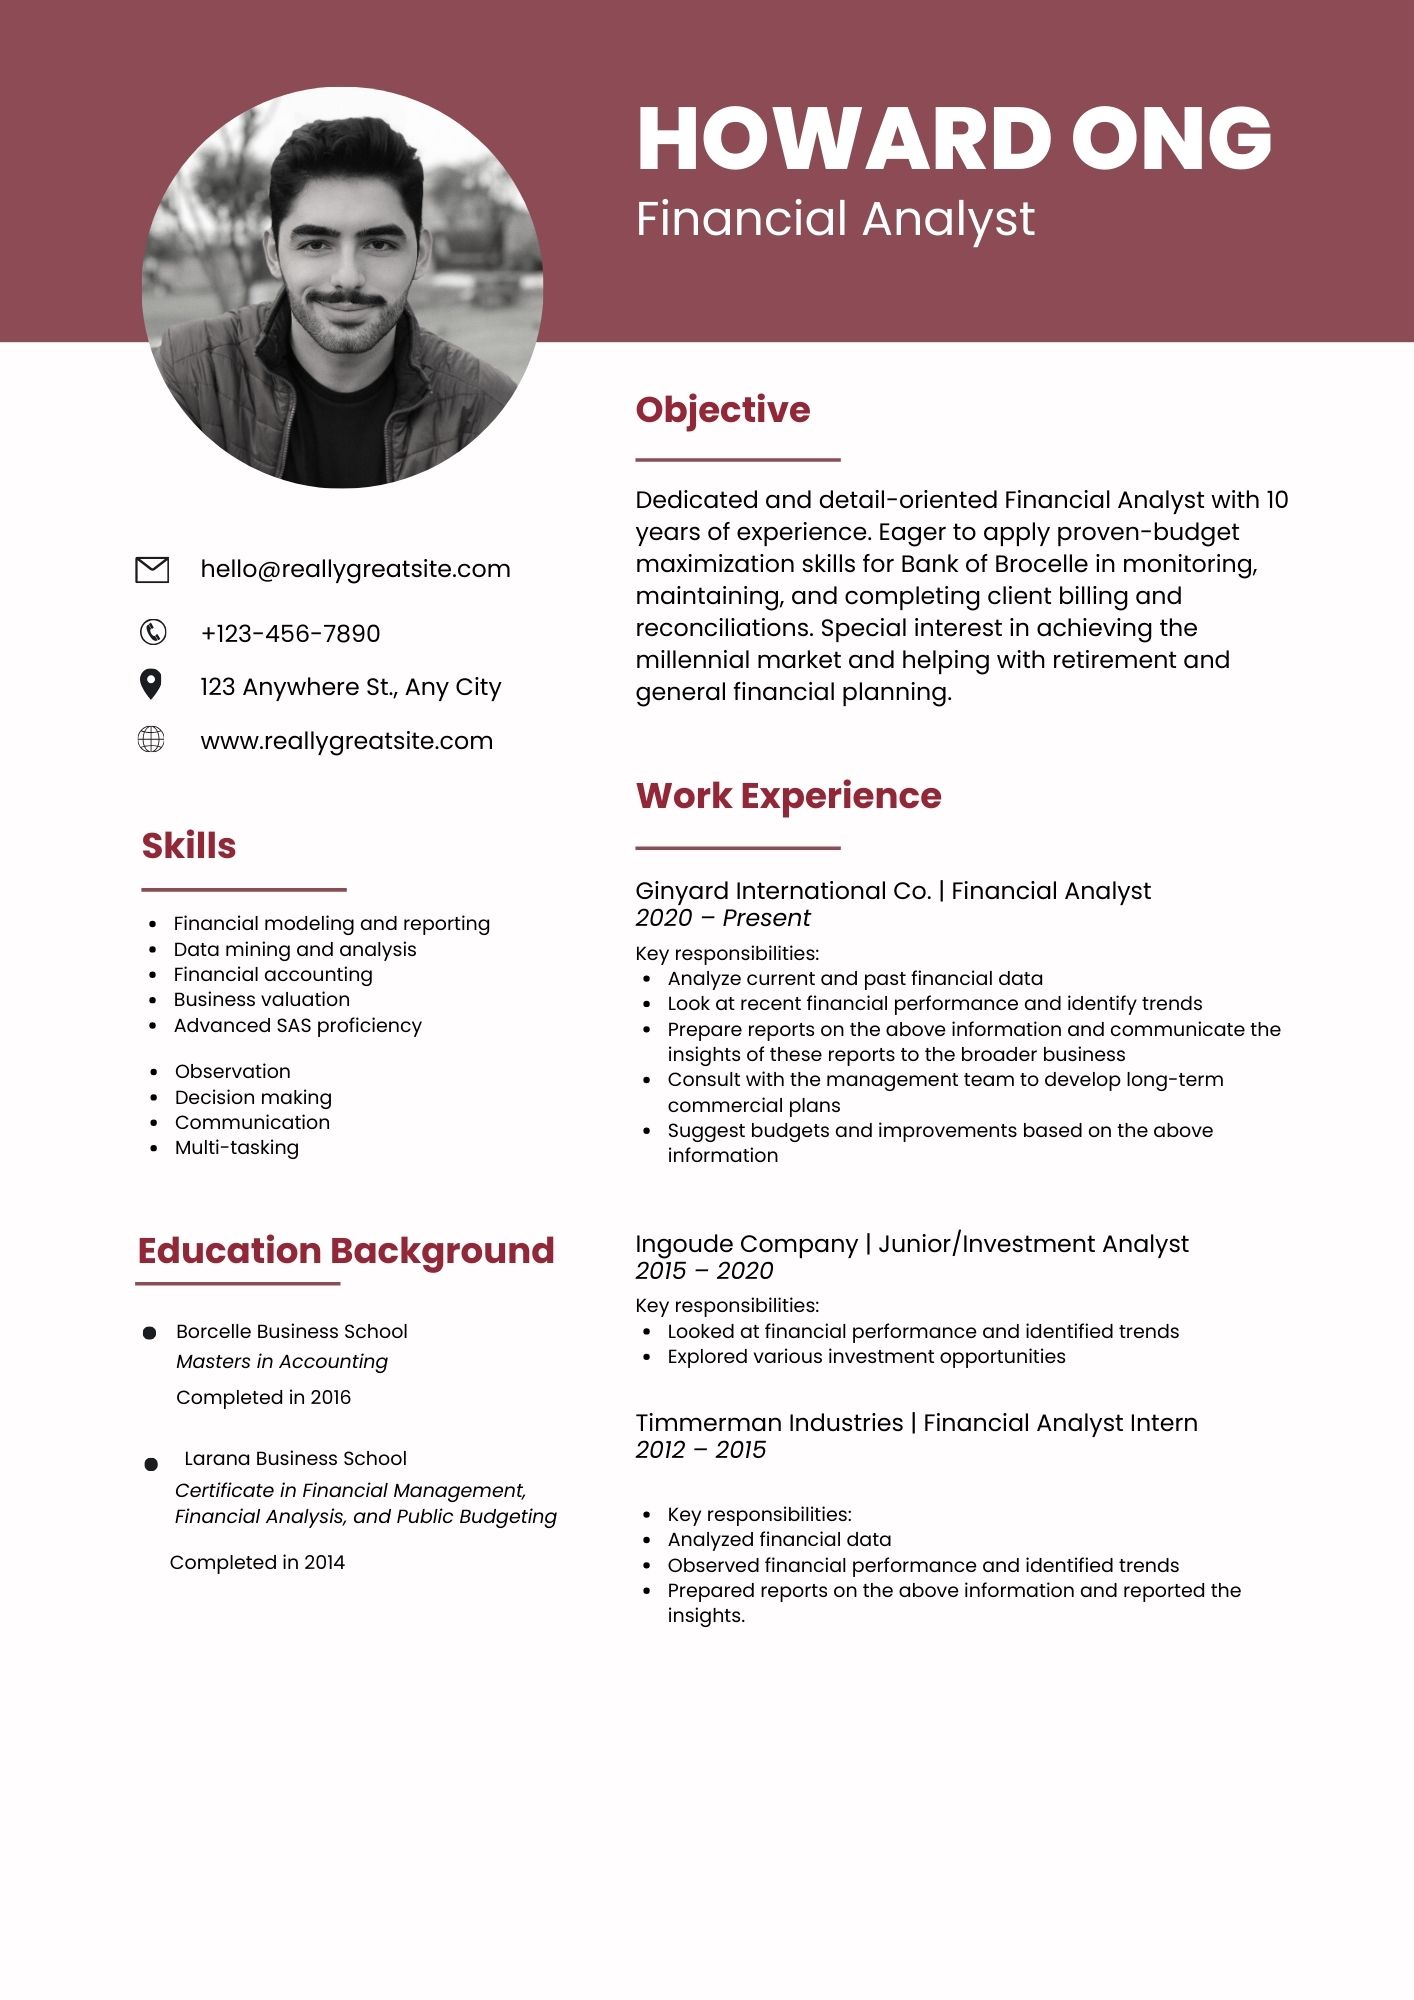 HOWARD ONG
Financial Analyst
hello@reallygreatsite.com
+123-456-7890
123 Anywhere St., Any City
www.reallygreatsite.com
Skills
Financial modeling and reporting
Data mining and analysis
Financial accounting
Business valuation
Advanced SAS proficiency
Observation
Decision making
Communication
Multi-tasking
Education Background
Borcelle Business School
Masters in Accounting
Completed in 2016
Larana Business School
Certificate in Financial Management,
Financial Analysis, and Public Budgeting
Completed in 2014
Objective
Dedicated and detail-oriented Financial Analyst with 10
years of experience. Eager to apply proven-budget
maximization skills for Bank of Brocelle in monitoring,
maintaining, and completing client billing and
reconciliations. Special interest in achieving the
millennial market and helping with retirement and
general financial planning.
Work Experience
Ginyard International Co. | Financial Analyst
2020 – Present
Key responsibilities:
Analyze current and past financial data
Look at recent financial performance and identify trends
Prepare reports on the above information and communicate the
insights of these reports to the broader business
Consult with the management team to develop long-term
commercial plans
Suggest budgets and improvements based on the above
information
Ingoude Company | Junior/Investment Analyst
2015 – 2020
Key responsibilities:
Looked at financial performance and identified trends
Explored various investment opportunities
Timmerman Industries | Financial Analyst Intern
2012 – 2015
Key responsibilities:
Analyzed financial data
Observed financial performance and identified trends
Prepared reports on the above information and reported the
insights.